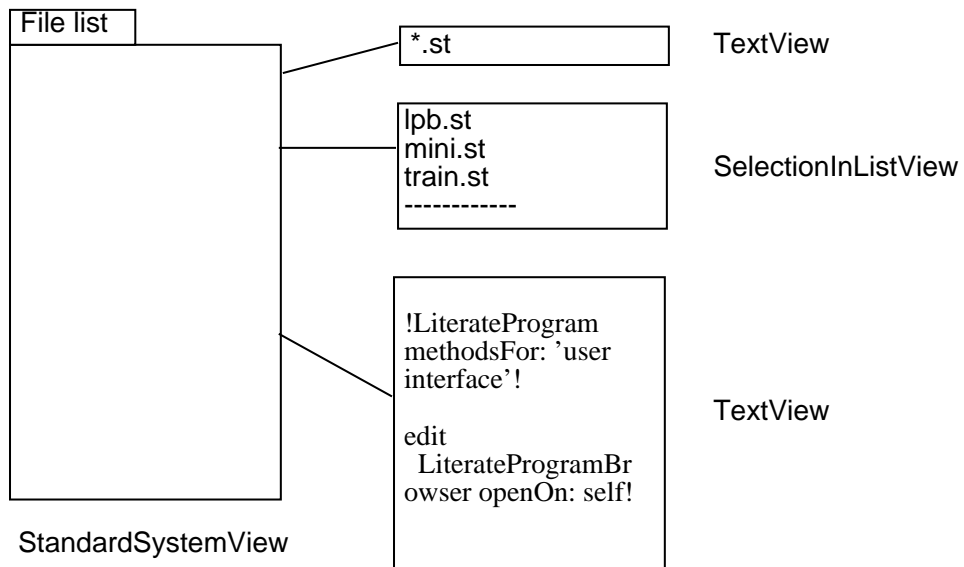 File list
*.st
TextView
lpb.st
mini.st
train.st
------------
SelectionInListView
!LiterateProgram
methodsFor: ’user
interface’!
edit
LiterateProgramBr
owser openOn: self!
TextView
StandardSystemView